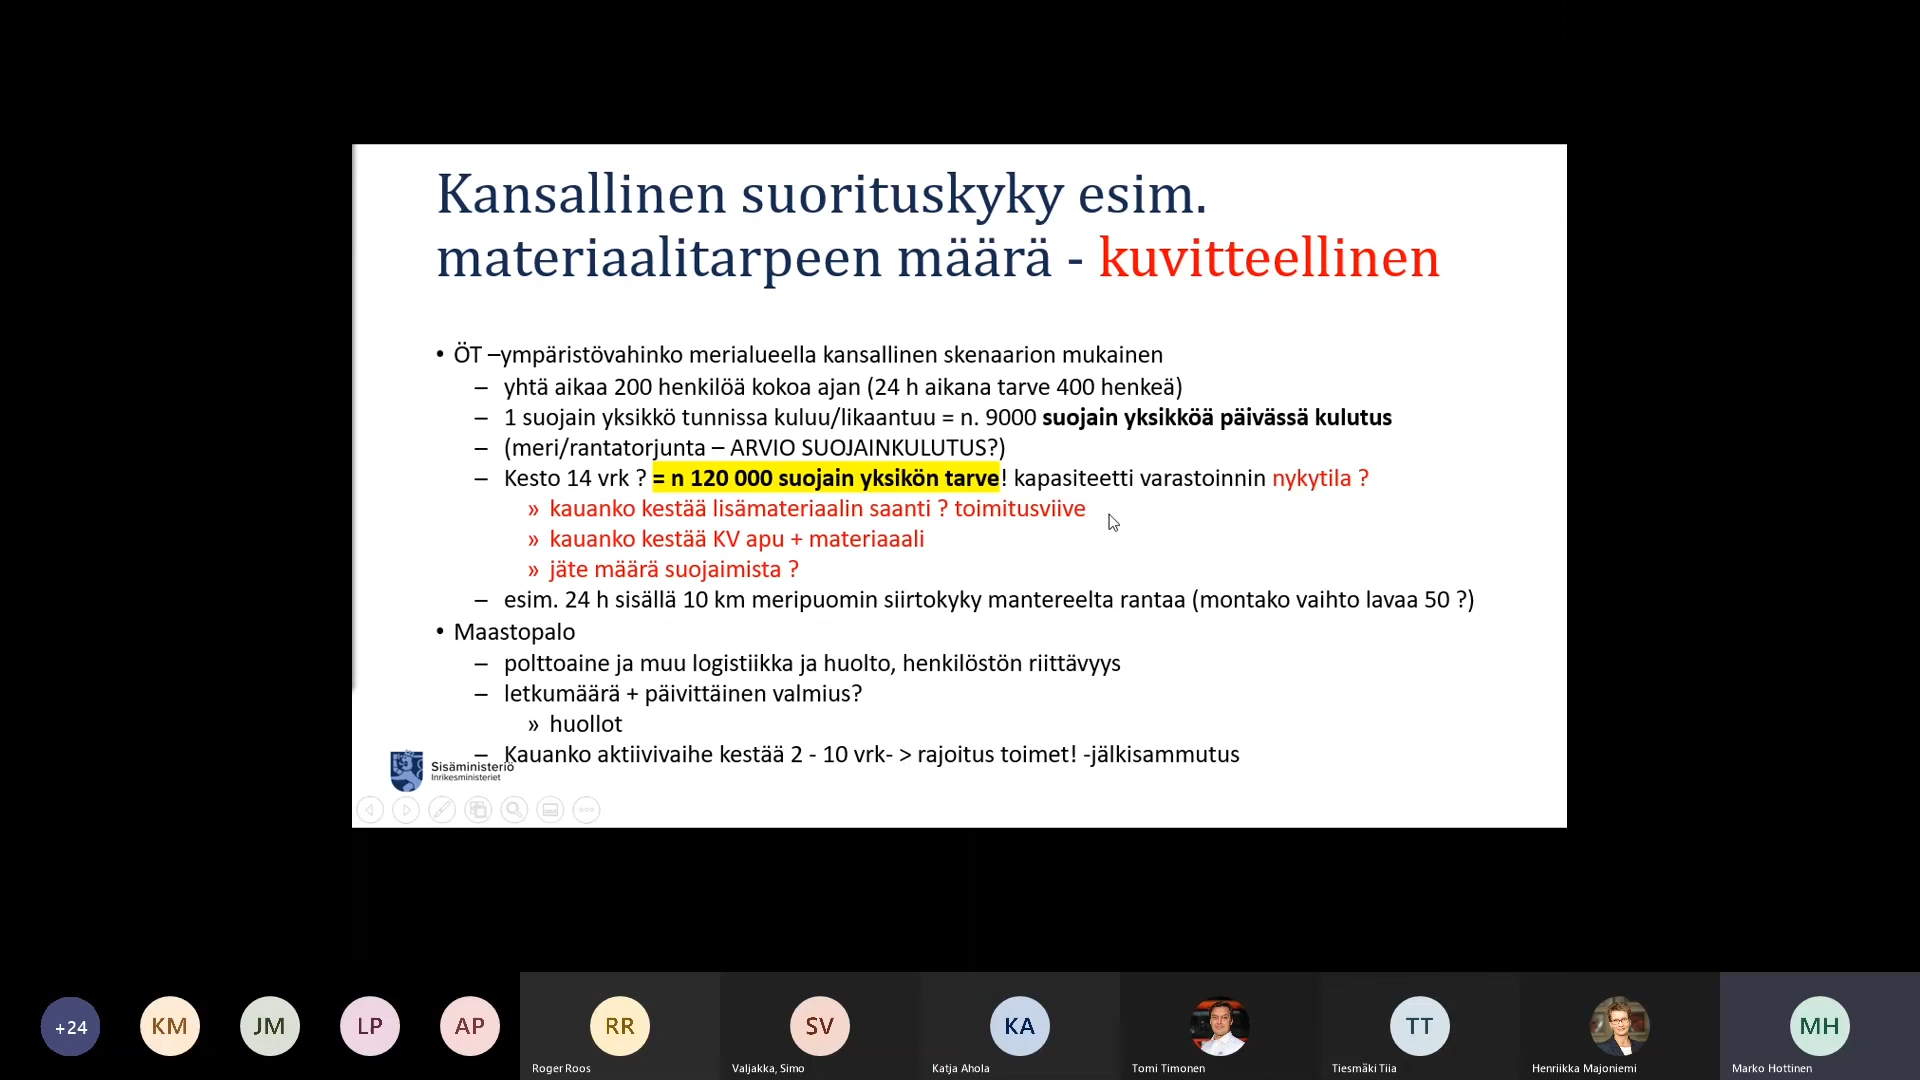 Kansallinen suorituskyky esim.
materiaalitarpeen määrä - kuvitteellinen
• ÖT –ympäristövahinko merialueella kansallinen skenaarion mukainen
– yhtä aikaa 200 henkilöä kokoa ajan (24 h aikana tarve 400 henkeä)
– 1 suojain yksikkö tunnissa kuluu/likaantuu = n. 9000 suojain yksikköä päivässä kulutus
– (meri/rantatorjunta – ARVIO SUOJAINKULUTUS?)
– Kesto 14 vrk ? = n 120 000 suojain yksikön tarve! kapasiteetti varastoinnin nykytila ?
» kauanko kestää lisämateriaalin saanti ? toimitusviive
» kauanko kestää KV apu + materiaaali
» jäte määrä suojaimista ?
– esim. 24 h sisällä 10 km meripuomin siirtokyky mantereelta rantaa (montako vaihto lavaa 50 ?)
• Maastopalo
– polttoaine ja muu logistiikka ja huolto, henkilöstön riittävyys
– letkumäärä + päivittäinen valmius?
» huollot
– Kauanko aktiivivaihe kestää 2 - 10 vrk- > rajoitus toimet! -jälkisammutus
Sisäministeriö
Inrikesministeriet
+24
KM
JM
LP
AP
RR
SV
KA
TT
MH
Roger Roos
Valjakka, Simo
Katja Ahola
Tomi Timonen
Tiesmäki Tiia
Henriikka Majoniemi
Marko Hottinen